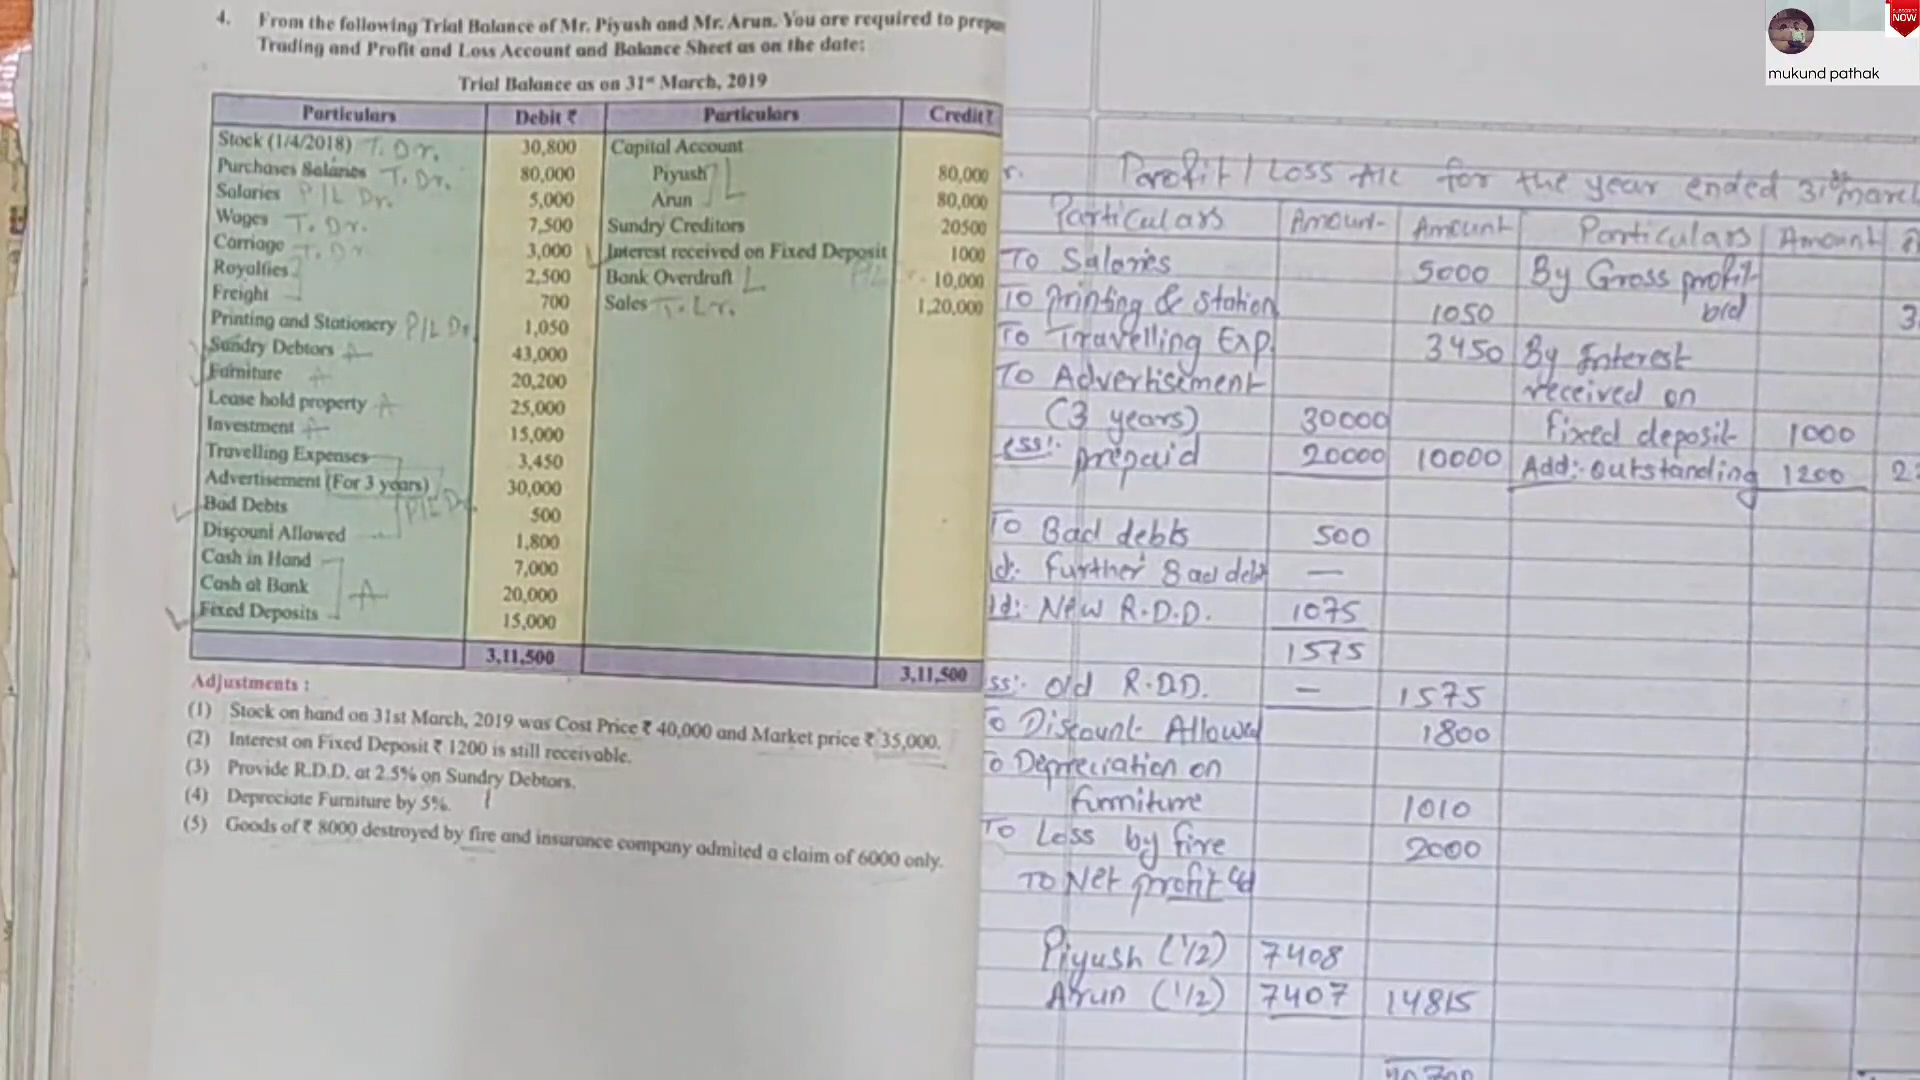 4. From the following Trial Balance of Mr. Piyush and Mr. Arun. You are required to
Trading and Profit and Loss Account and Balance Sheet as on the date:
Trial Balance as on 31st March, 2019
Particulars Debit ₹ Particulars Credit ₹
Stock (1/4/2018) T. Dr. 30,800 Capital Account
Purchases Salaries T. Dr. 80,000 Piyush 80,000
Salaries P/L Dr. 5,000 Arun L 80,000
Wages T. Dr. 7,500 Sundry Creditors 20500
Carriage T. Dr. 3,000 Interest received on Fixed Deposit 1000
Royalties 2,500 Bank Overdraft L 10,000
Freight 700 Sales 1,20,000
Printing and Stationery P/L Dr. 1,050
Sundry Debtors A 43,000
Furniture A 20,200
Lease hold property A 25,000
Investment A 15,000
Travelling Expenses 3,450
Advertisement (For 3 years) 30,000
Bad Debts P/L Dr. 500
Discount Allowed 1,800
Cash in Hand 7,000
Cash at Bank A 20,000
Fixed Deposits 15,000
3,11,500 3,11,500
Adjustments :
(1) Stock on hand on 31st March, 2019 was Cost Price ₹ 40,000 and Market price ₹ 35,000.
(2) Interest on Fixed Deposit ₹ 1200 is still receivable.
(3) Provide R.D.D. at 2.5% on Sundry Debtors.
(4) Depreciate Furniture by 5%.
(5) Goods of ₹ 8000 destroyed by fire and insurance company admited a claim of 6000 only.
Profit / Loss A/c for the year ended 31st march
Particulars Amount Amount Particulars Amount
To Salaries 5000 By Gross profit
b/d
To printing & Station 1050
To Travelling Exp. 3450 By Interest
To Advertisement received on
(3 years) 30000 fixed deposit 1000
ess:- prepaid 20000 10000 Add:- outstanding 1200
To Bad debts 500
d: further Bad debt —
d:- New R.D.D. 1075
1575
ss:- old R.D.D. — 1575
To Discount Allowed 1800
To Depreciation on
furniture 1010
To Loss by fire 2000
To Net profit c/d
Piyush (1/2) 7408
Arun (1/2) 7407 14815
SUBSCRIBE
NOW
mukund pathak